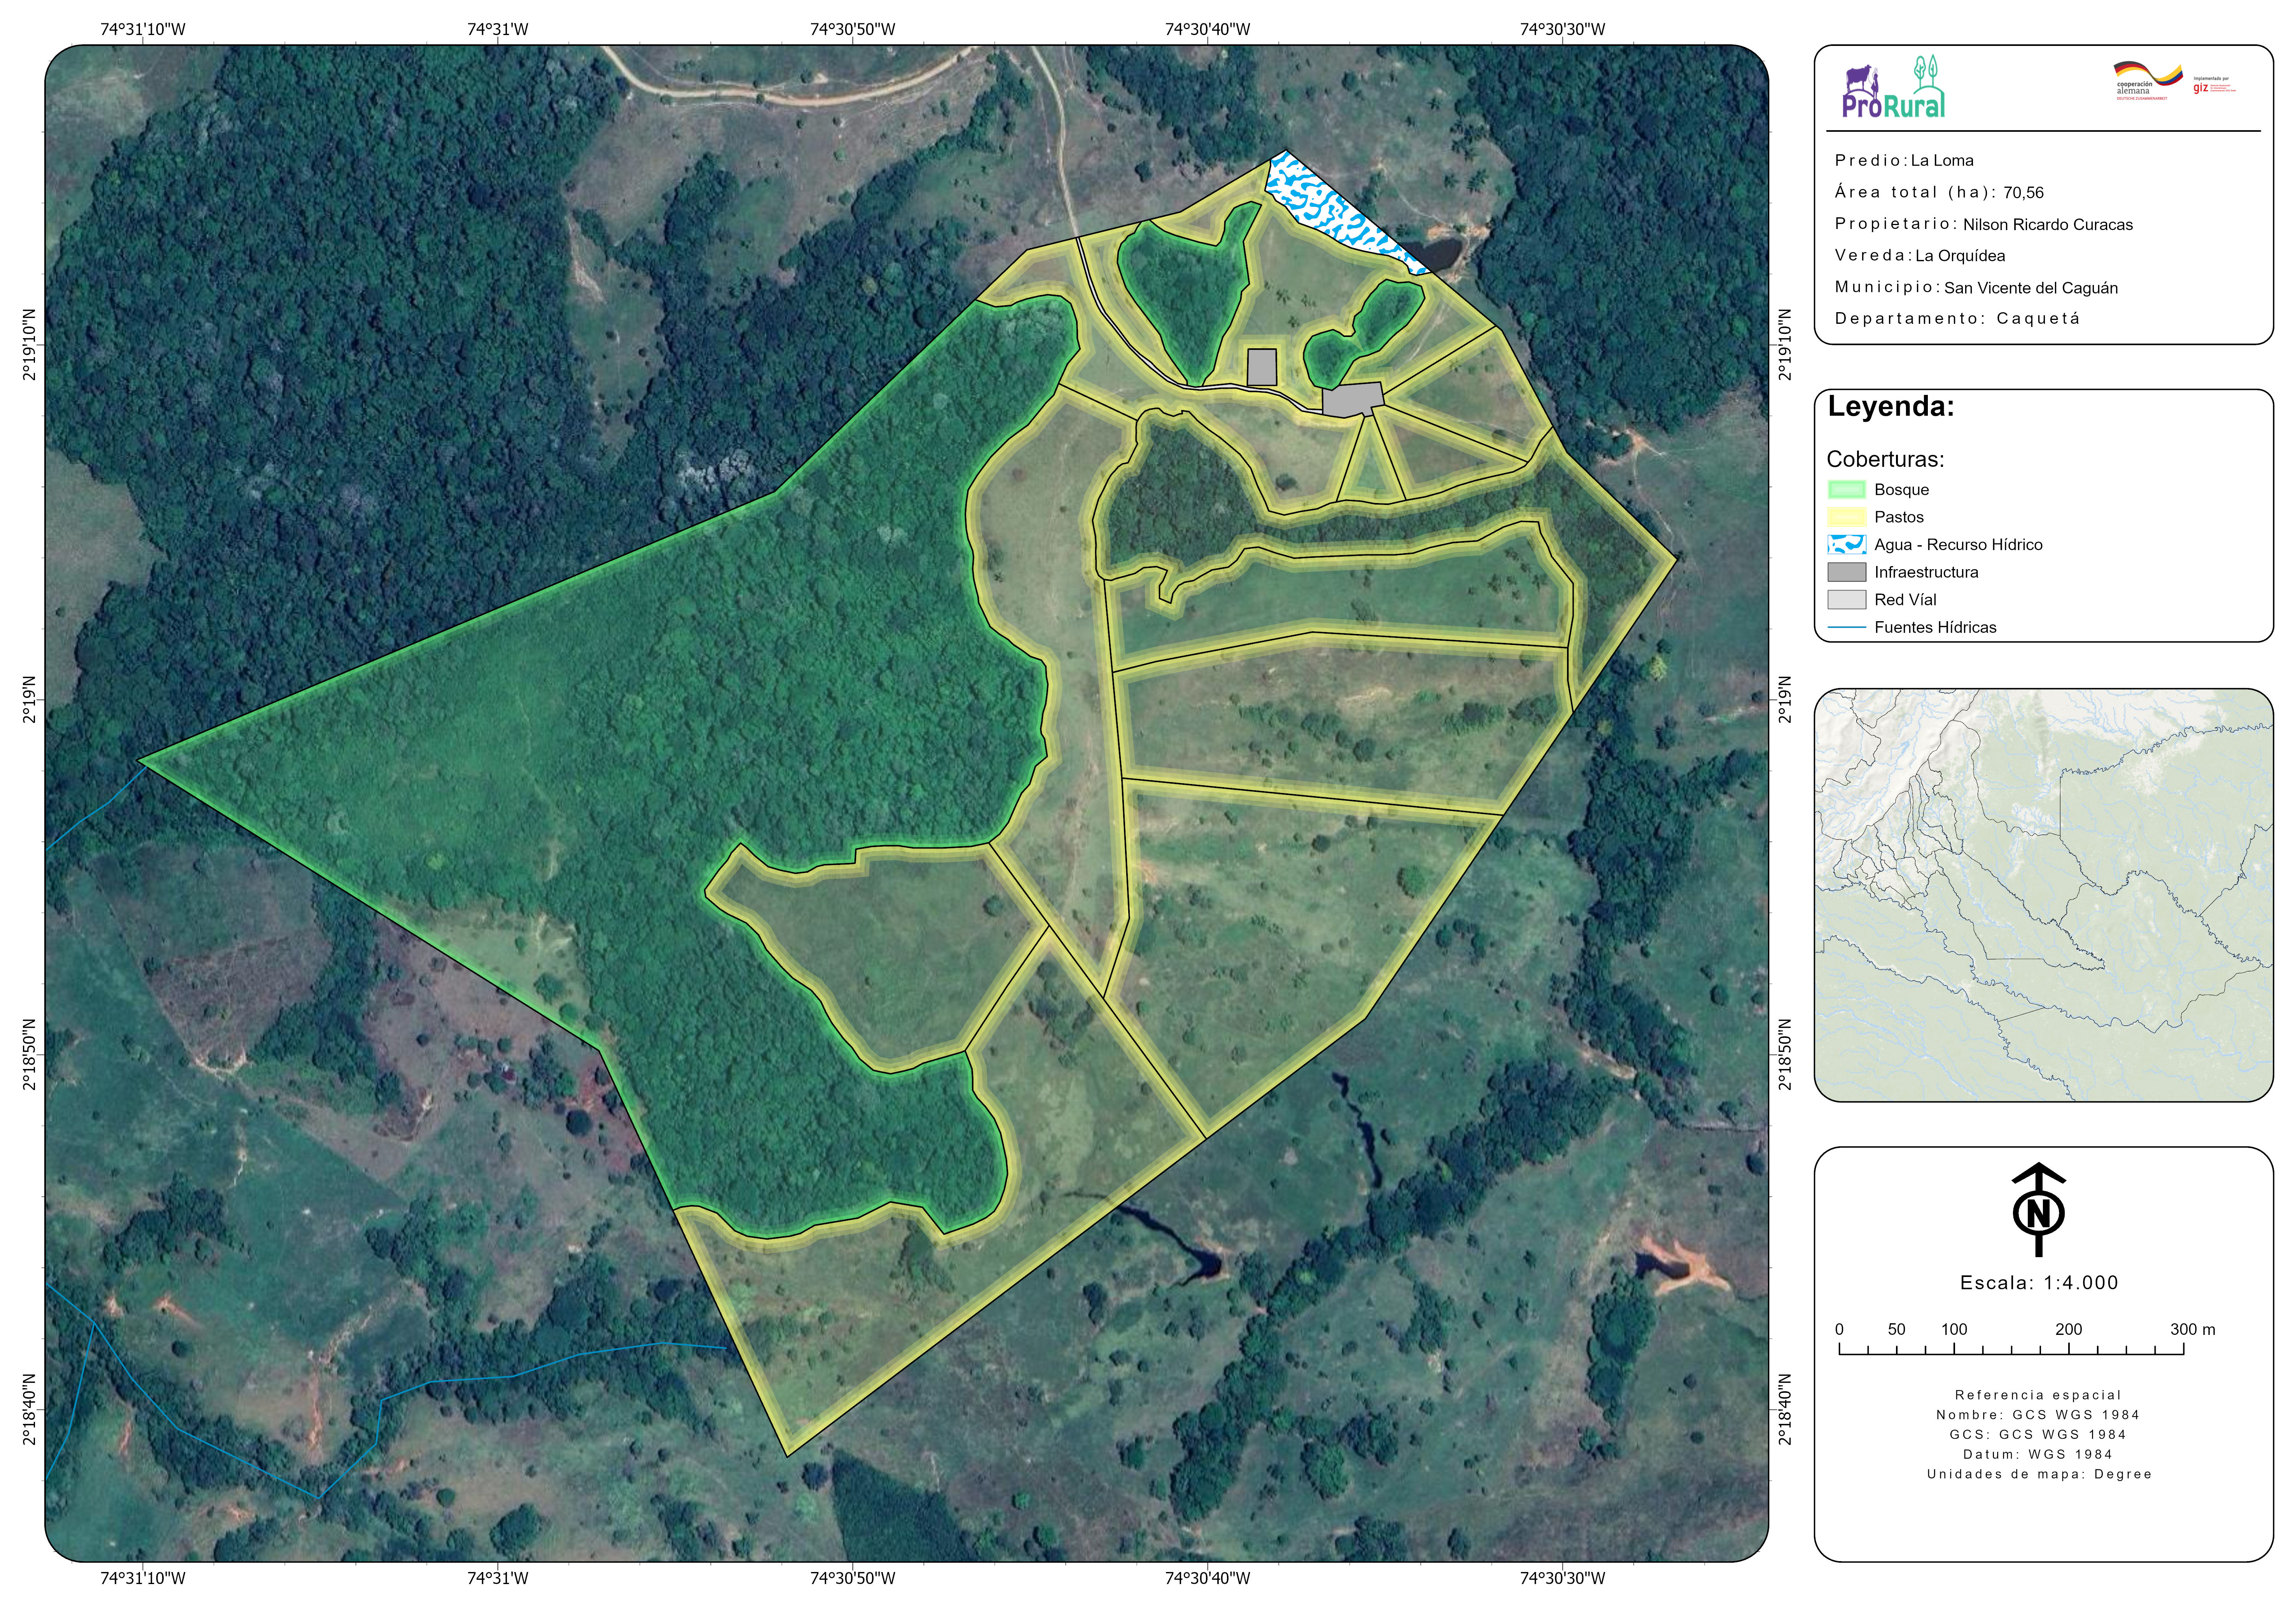 74°31'10"W 74°31'W 74°30'50"W 74°30'40"W 74°30'30"W
2°19'10"N
2°19'N
2°18'50"N
2°18'40"N
2°19'10"N
2°19'N
2°18'50"N
2°18'40"N
74°31'10"W 74°31'W 74°30'50"W 74°30'40"W 74°30'30"W
ProRural
cooperación
alemana
DEUTSCHE ZUSAMMENARBEIT
Implementada por
giz
Predio: La Loma
Área total (ha): 70,56
Propietario: Nilson Ricardo Curacas
Vereda: La Orquídea
Municipio: San Vicente del Caguán
Departamento: Caquetá
Leyenda:
Coberturas:
Bosque
Pastos
Agua - Recurso Hídrico
Infraestructura
Red Víal
Fuentes Hídricas
N
Escala: 1:4.000
0 50 100 200 300 m
Referencia espacial
Nombre: GCS WGS 1984
GCS: GCS WGS 1984
Datum: WGS 1984
Unidades de mapa: Degree